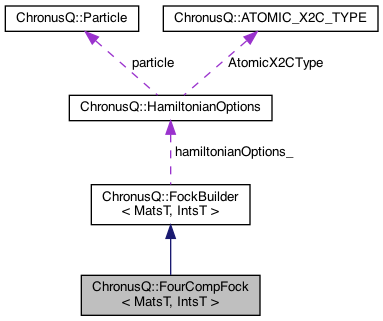 ChronusQ::Particle
ChronusQ::ATOMIC_X2C_TYPE
particle
AtomicX2CType
ChronusQ::HamiltonianOptions
hamiltonianOptions_
ChronusQ::FockBuilder
< MatsT, IntsT >
ChronusQ::FourCompFock
< MatsT, IntsT >